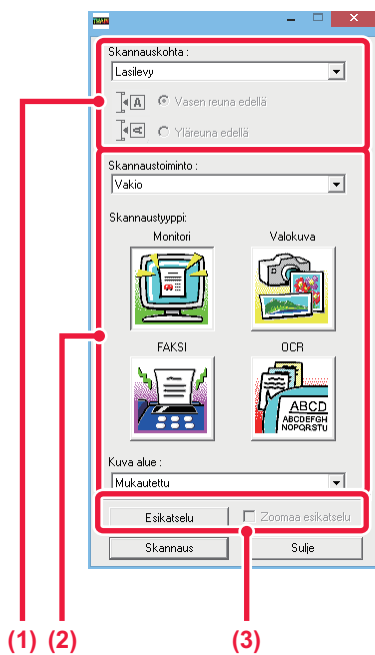 TWAIN
Skannauskohta :
Lasilevy
A Vasen reuna edellä
A Yläreuna edellä
Skannaustoiminto :
Vakio
Skannaustyyppi:
Monitori Valokuva
FAKSI OCR
ABCD
ABCDEFGH
NOPQRSTU
Kuva alue :
Mukautettu
Esikatselu Zoomaa esikatselu
Skannaus Sulje
(1) (2) (3)